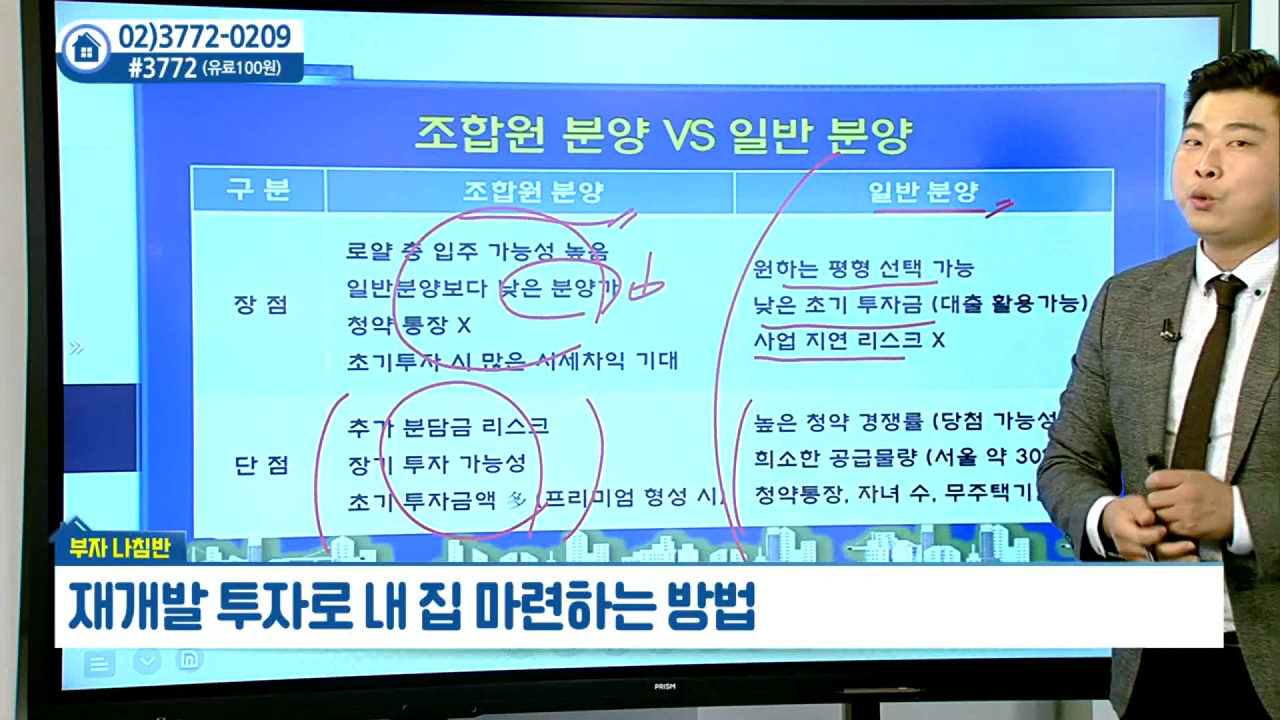 02)3772-0209
#3772 (유료100원)
조합원 분양 VS 일반 분양
구 분
조합원 분양
일반 분양
장 점
로얄 층 입주 가능성 높음
일반분양보다 낮은 분양가
청약 통장 X
초기투자 시 많은 시세차익 기대
원하는 평형 선택 가능
낮은 초기 투자금 (대출 활용가능)
사업 지연 리스크 X
단 점
추가 분담금 리스크
장기 투자 가능성
초기 투자금액 多 (프리미엄 형성 시
높은 청약 경쟁률 (당첨 가능성
희소한 공급물량 (서울 약 30
청약통장, 자녀 수, 무주택기
부자 나침반
재개발 투자로 내 집 마련하는 방법
PRISM